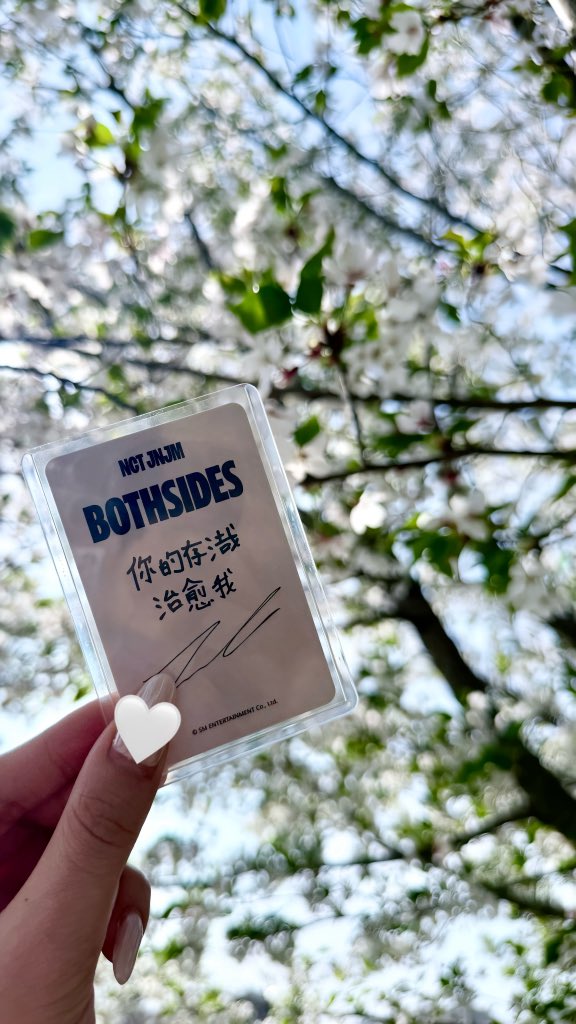 NCT JNJM
BOTHSIDES
你的存在
治愈我
© SM ENTERTAINMENT Co., Ltd.